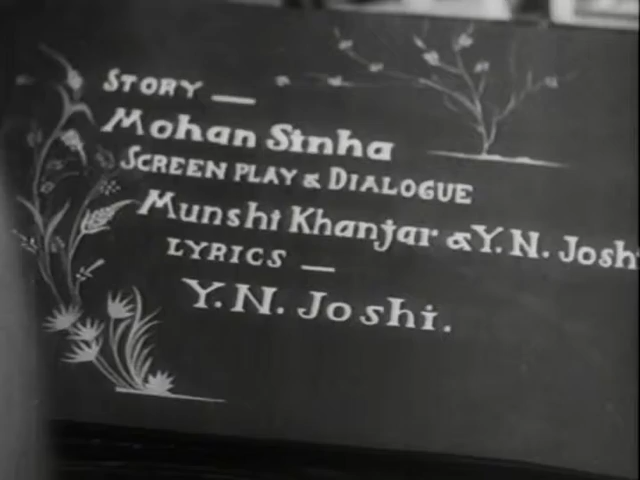 STORY —
Mohan Sinha
SCREEN PLAY & DIALOGUE
Munshi Khanjar & Y.N. Josh
LYRICS —
Y.N. Joshi.